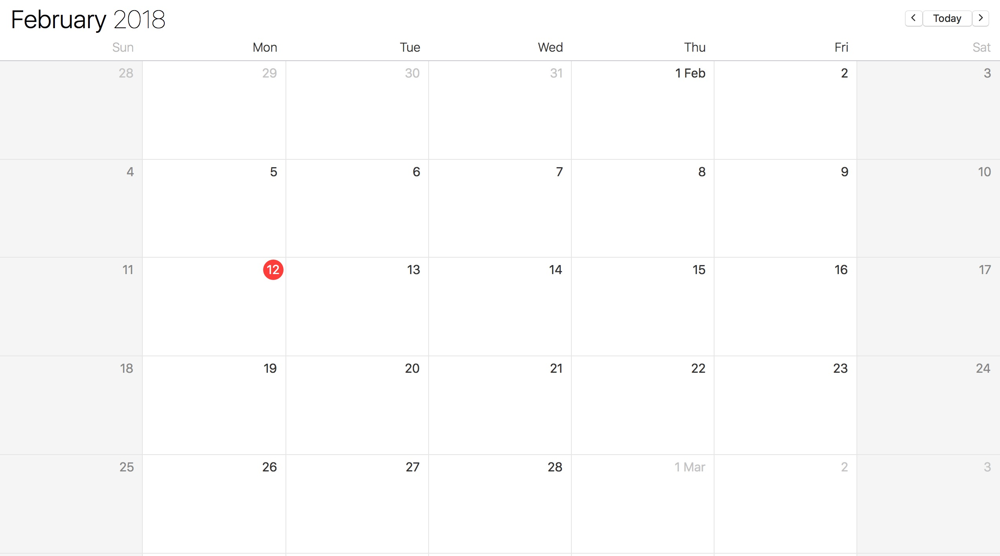 February 2018 < Today >
Sun Mon Tue Wed Thu Fri Sat
28 29 30 31 1 Feb 2 3
4 5 6 7 8 9 10
11 12 13 14 15 16 17
18 19 20 21 22 23 24
25 26 27 28 1 Mar 2 3